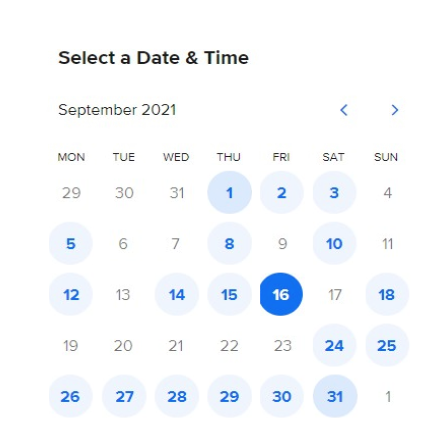 Select a Date & Time
September 2021
MON TUE WED THU FRI SAT SUN
29 30 31 1 2 3 4
5 6 7 8 9 10 11
12 13 14 15 16 17 18
19 20 21 22 23 24 25
26 27 28 29 30 31 1